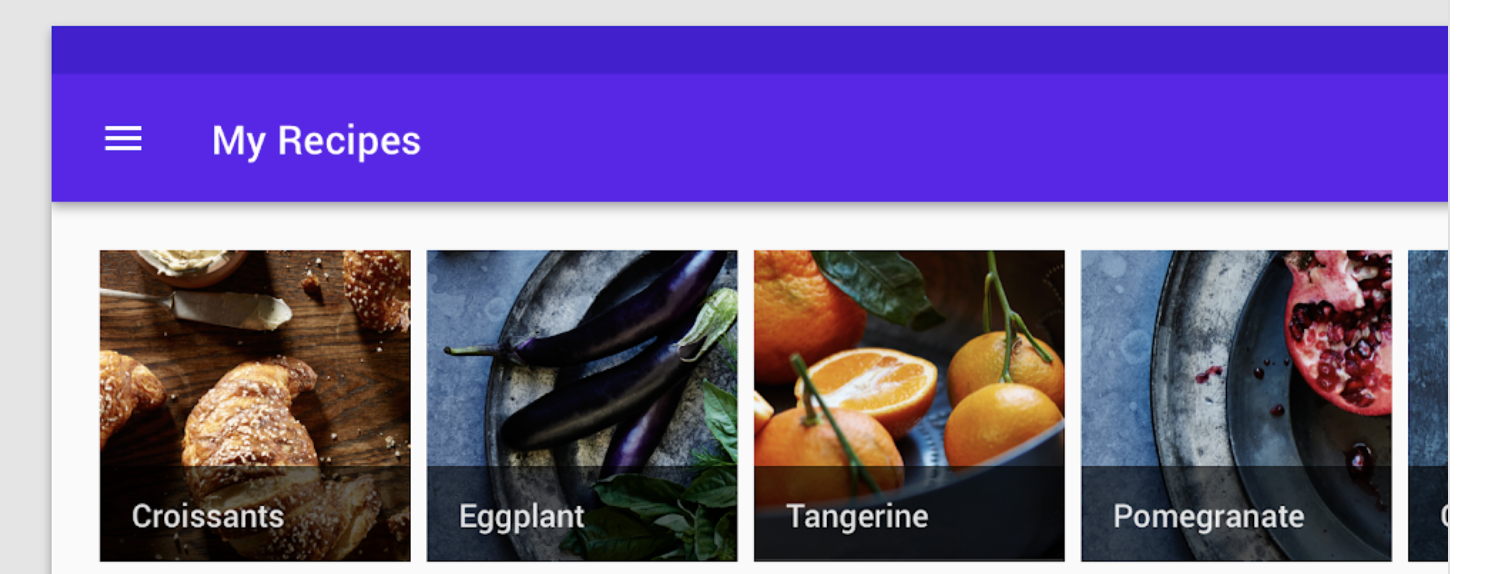 My Recipes
Croissants
Eggplant
Tangerine
Pomegranate